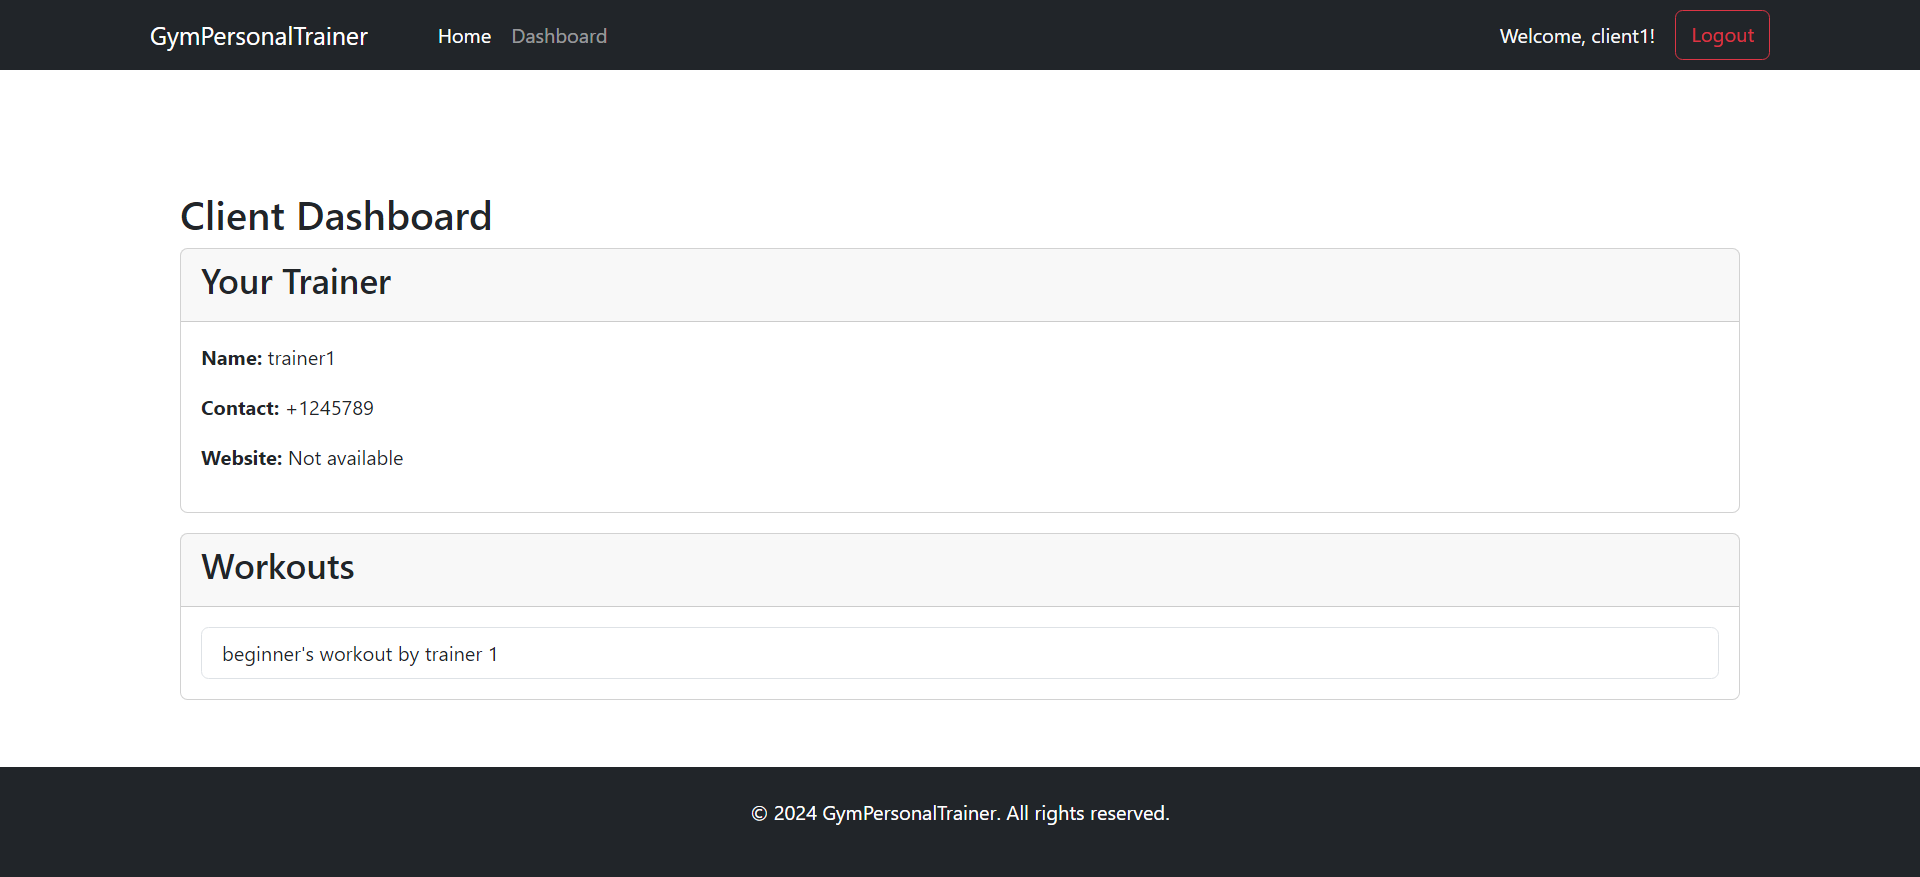 GymPersonalTrainer Home Dashboard Welcome, client1! Logout
Client Dashboard
Your Trainer
Name: trainer1
Contact: +1245789
Website: Not available
Workouts
beginner's workout by trainer 1
© 2024 GymPersonalTrainer. All rights reserved.